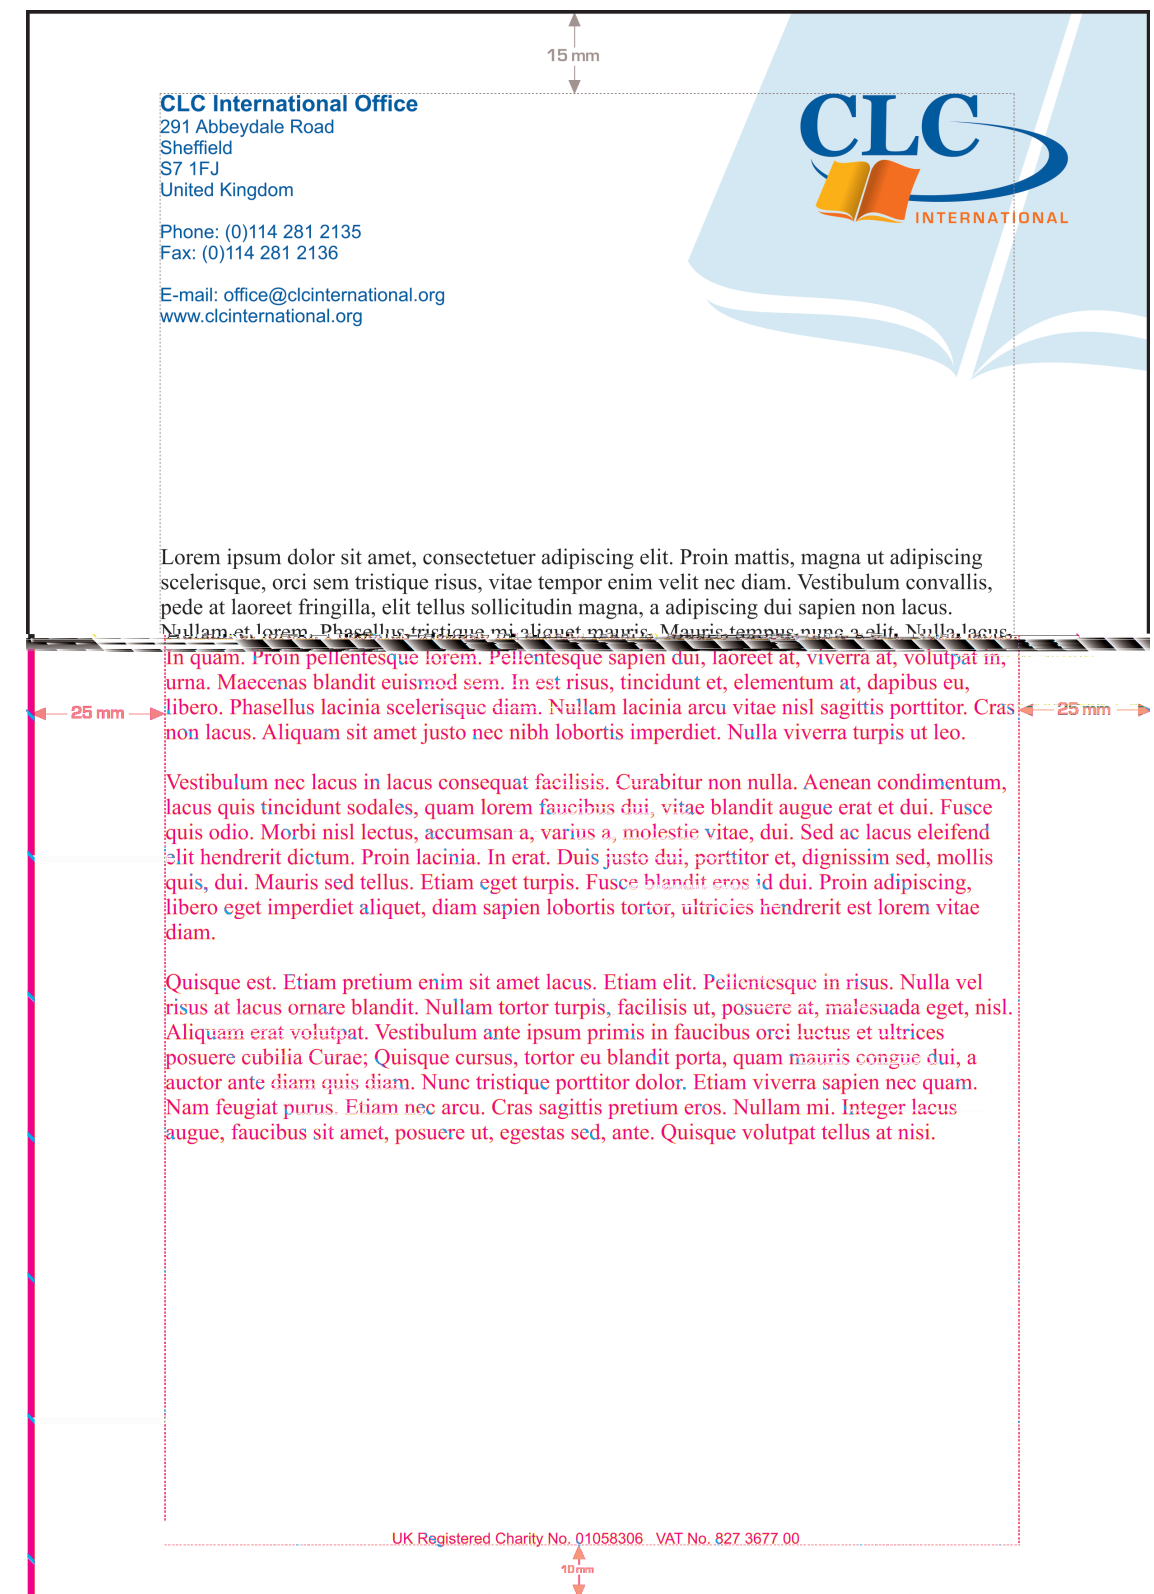 15 mm
CLC International Office
291 Abbeydale Road
Sheffield
S7 1FJ
United Kingdom
Phone: (0)114 281 2135
Fax: (0)114 281 2136
E-mail: office@clcinternational.org
www.clcinternational.org
CLC
INTERNATIONAL
Lorem ipsum dolor sit amet, consectetuer adipiscing elit. Proin mattis, magna ut adipiscing
scelerisque, orci sem tristique risus, vitae tempor enim velit nec diam. Vestibulum convallis,
pede at laoreet fringilla, elit tellus sollicitudin magna, a adipiscing dui sapien non lacus.
Nullam et lorem. Phasellus tristique mi aliquet mauris. Mauris tempus nunc a elit. Nulla lacus.
In quam. Proin pellentesque lorem. Pellentesque sapien dui, laoreet at, viverra at, volutpat in,
urna. Maecenas blandit euismod sem. In est risus, tincidunt et, elementum at, dapibus eu,
libero. Phasellus lacinia scelerisque diam. Nullam lacinia arcu vitae nisl sagittis porttitor. Cras
non lacus. Aliquam sit amet justo nec nibh lobortis imperdiet. Nulla viverra turpis ut leo.
25 mm
25 mm
Vestibulum nec lacus in lacus consequat facilisis. Curabitur non nulla. Aenean condimentum,
lacus quis tincidunt sodales, quam lorem faucibus dui, vitae blandit augue erat et dui. Fusce
quis odio. Morbi nisl lectus, accumsan a, varius a, molestie vitae, dui. Sed ac lacus eleifend
elit hendrerit dictum. Proin lacinia. In erat. Duis justo dui, porttitor et, dignissim sed, mollis
quis, dui. Mauris sed tellus. Etiam eget turpis. Fusce blandit eros id dui. Proin adipiscing,
libero eget imperdiet aliquet, diam sapien lobortis tortor, ultricies hendrerit est lorem vitae
diam.
Quisque est. Etiam pretium enim sit amet lacus. Etiam elit. Pellentesque in risus. Nulla vel
risus at lacus ornare blandit. Nullam tortor turpis, facilisis ut, posuere at, malesuada eget, nisl.
Aliquam erat volutpat. Vestibulum ante ipsum primis in faucibus orci luctus et ultrices
posuere cubilia Curae; Quisque cursus, tortor eu blandit porta, quam mauris congue dui, a
auctor ante diam quis diam. Nunc tristique porttitor dolor. Etiam viverra sapien nec quam.
Nam feugiat purus. Etiam nec arcu. Cras sagittis pretium eros. Nullam mi. Integer lacus
augue, faucibus sit amet, posuere ut, egestas sed, ante. Quisque volutpat tellus at nisi.
UK Registered Charity No. 01058306 VAT No. 827 3677 00
10 mm